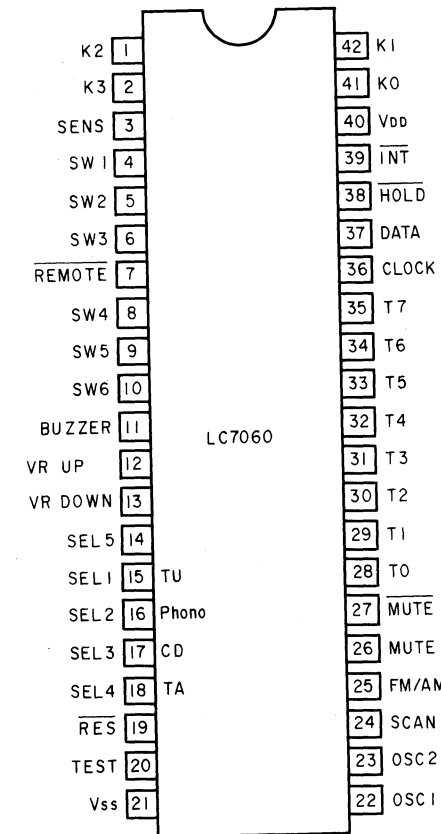 K2 1 42 K1
K3 2 41 K0
SENS 3 40 VDD
SW1 4 39 INT
SW2 5 38 HOLD
SW3 6 37 DATA
REMOTE 7 36 CLOCK
SW4 8 35 T7
SW5 9 34 T6
SW6 10 33 T5
BUZZER 11 32 T4
LC7060
VR UP 12 31 T3
VR DOWN 13 30 T2
SEL5 14 29 T1
SEL1 15 TU 28 T0
SEL2 16 Phono 27 MUTE
SEL3 17 CD 26 MUTE
SEL4 18 TA 25 FM/AM
RES 19 24 SCAN
TEST 20 23 OSC2
Vss 21 22 OSC1